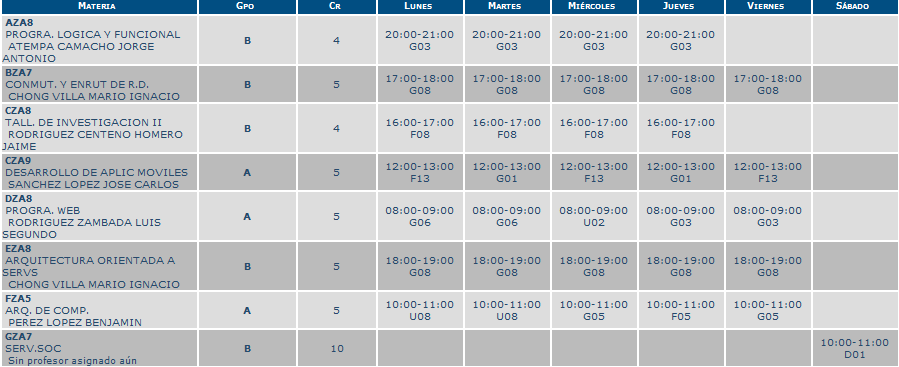 MATERIA GPO CR LUNES MARTES MIÉRCOLES JUEVES VIERNES SÁBADO
AZA8
PROGRA. LOGICA Y FUNCIONAL
ATEMPA CAMACHO JORGE
ANTONIO
B 4 20:00-21:00 20:00-21:00 20:00-21:00 20:00-21:00
G03 G03 G03 G03
BZA7
CONMUT. Y ENRUT DE R.D.
CHONG VILLA MARIO IGNACIO
B 5 17:00-18:00 17:00-18:00 17:00-18:00 17:00-18:00 17:00-18:00
G08 G08 G08 G08 G08
CZA8
TALL. DE INVESTIGACION II
RODRIGUEZ CENTENO HOMERO
JAIME
B 4 16:00-17:00 16:00-17:00 16:00-17:00 16:00-17:00
F08 F08 F08 F08
CZA9
DESARROLLO DE APLIC MOVILES
SANCHEZ LOPEZ JOSE CARLOS
A 5 12:00-13:00 12:00-13:00 12:00-13:00 12:00-13:00 12:00-13:00
F13 G01 F13 G01 F13
DZA8
PROGRA. WEB
RODRIGUEZ ZAMBADA LUIS
SEGUNDO
A 5 08:00-09:00 08:00-09:00 08:00-09:00 08:00-09:00 08:00-09:00
G06 G06 U02 G03 G03
EZA8
ARQUITECTURA ORIENTADA A
SERVS
CHONG VILLA MARIO IGNACIO
B 5 18:00-19:00 18:00-19:00 18:00-19:00 18:00-19:00 18:00-19:00
G08 G08 G08 G08 G08
FZA5
ARQ. DE COMP.
PEREZ LOPEZ BENJAMIN
A 5 10:00-11:00 10:00-11:00 10:00-11:00 10:00-11:00 10:00-11:00
U08 U08 G05 F05 G05
GZA7
SERV.SOC
Sin profesor asignado aún
B 10 10:00-11:00
D01